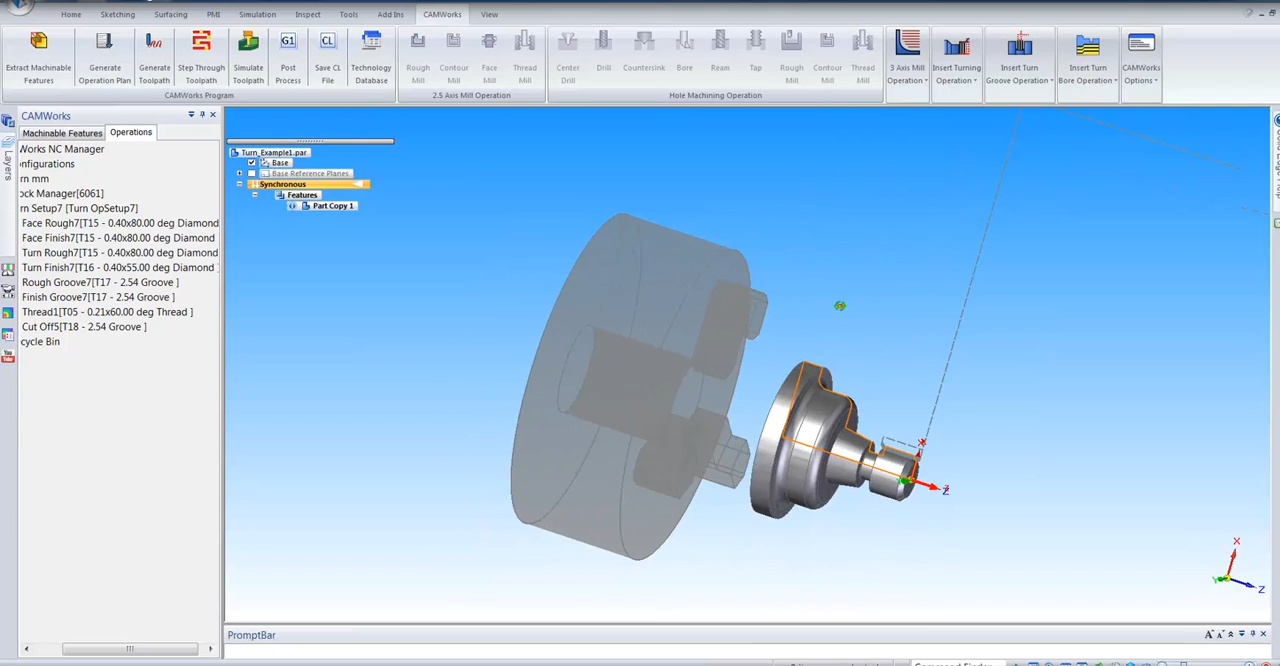 Home Sketching Surfacing PMI Simulation Inspect Tools Add Ins CAMWorks View
Extract Machinable Features
Generate Operation Plan
Generate Toolpath
Step Through Toolpath
Simulate Toolpath
G1 Post Process
CL Save CL File
Technology Database
Rough Mill
Contour Mill
Face Mill
Thread Mill
Center Drill
Drill
Countersink
Bore
Ream
Tap
Rough Mill
Contour Mill
Thread Mill
3 Axis Mill Operation
Insert Turning Operation
Insert Turn Groove Operation
Insert Turn Bore Operation
CAMWorks Options
CAMWorks Program
2.5 Axis Mill Operation
Hole Machining Operation
CAMWorks
Machinable Features Operations
Works NC Manager
nfigurations
rn mm
ock Manager[6061]
rn Setup7 [Turn OpSetup7]
Face Rough7[T15 - 0.40x80.00 deg Diamond
Face Finish7[T15 - 0.40x80.00 deg Diamond
Turn Rough7[T15 - 0.40x80.00 deg Diamond
Turn Finish7[T16 - 0.40x55.00 deg Diamond
Rough Groove7[T17 - 2.54 Groove ]
Finish Groove7[T17 - 2.54 Groove ]
Thread1[T05 - 0.21x60.00 deg Thread ]
Cut Off5[T18 - 2.54 Groove ]
cycle Bin
Layers
You Tube
Turn_Example1.par
Base
Base Reference Planes
Synchronous
Features
Part Copy 1
X
Z
X
Y
Z
PromptBar
Command Finder